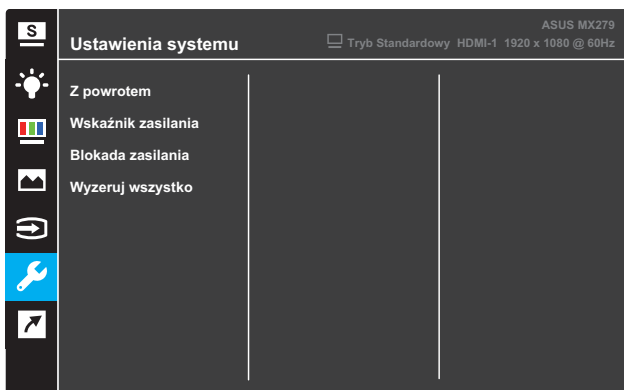 S
ASUS MX279
Ustawienia systemu
Tryb Standardowy HDMI-1 1920 x 1080 @ 60Hz
Z powrotem
Wskaźnik zasilania
Blokada zasilania
Wyzeruj wszystko